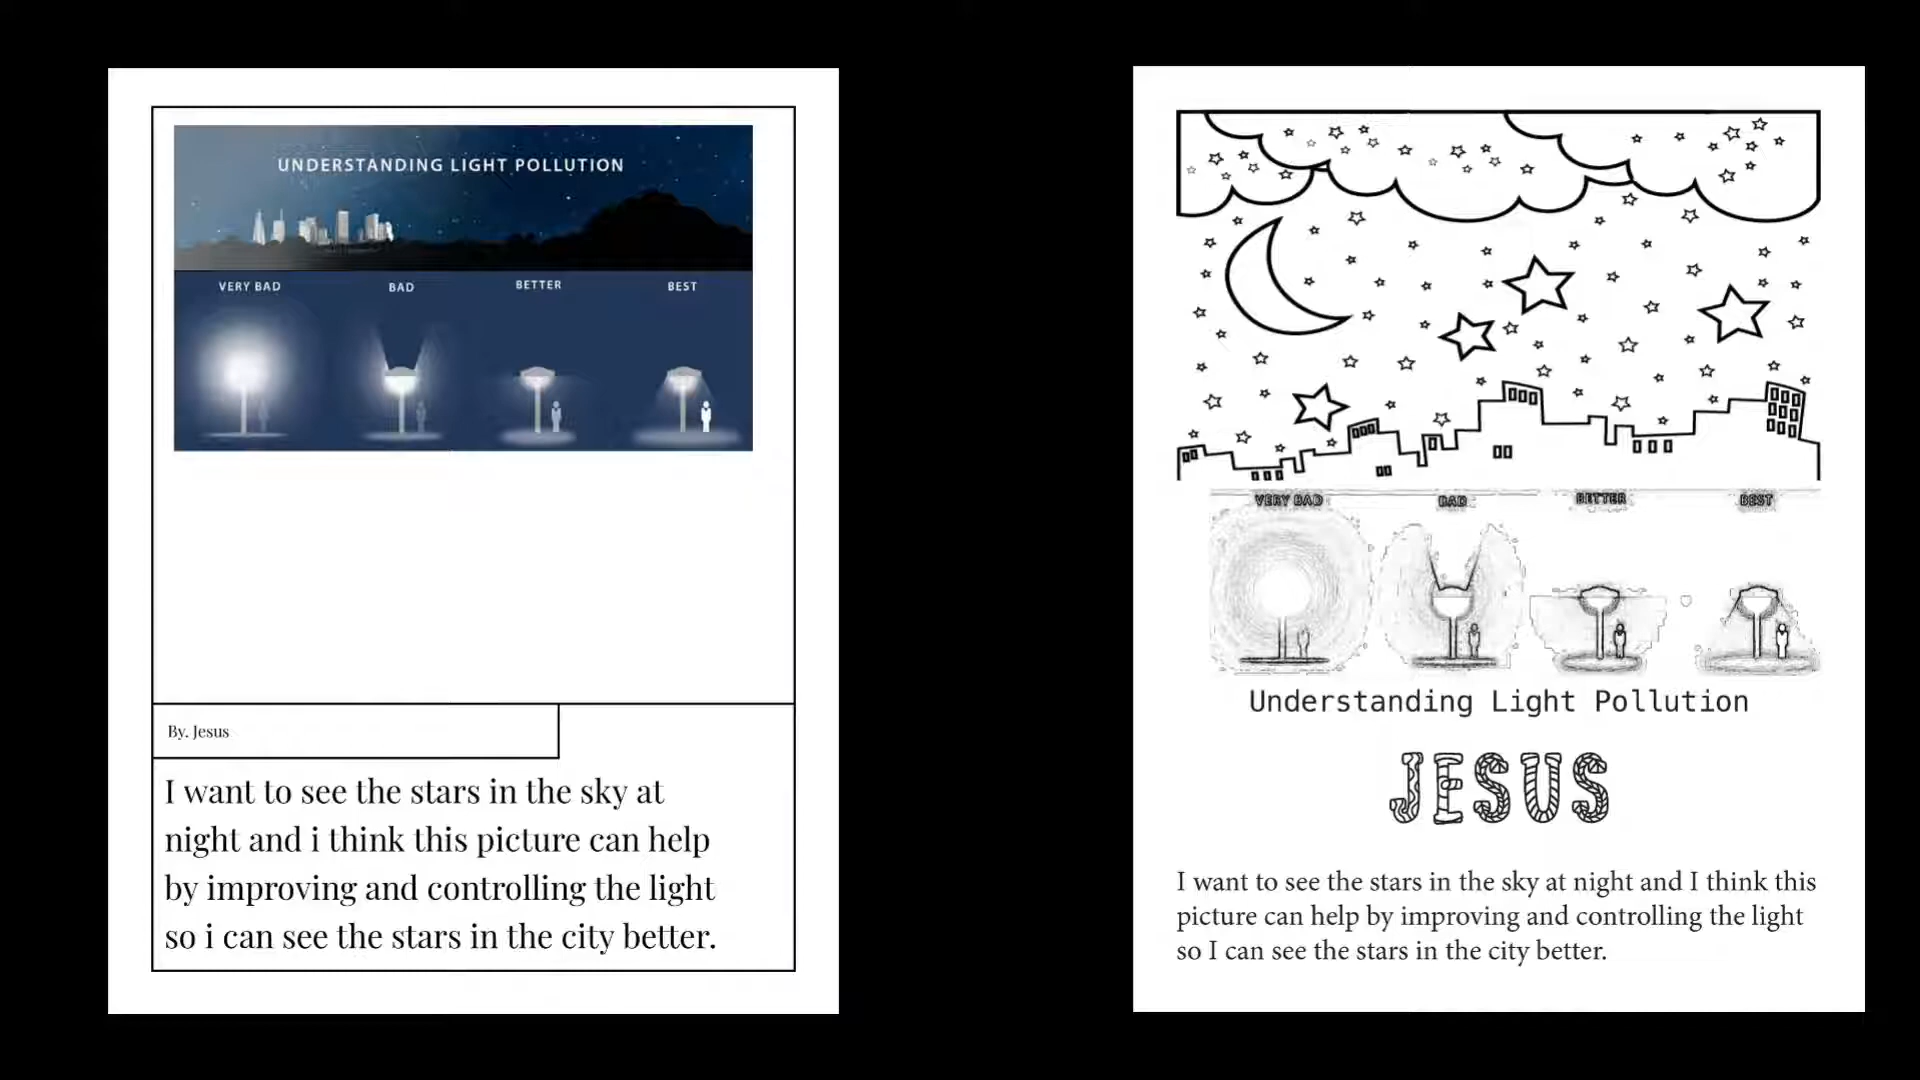 UNDERSTANDING LIGHT POLLUTION
VERY BAD
BAD
BETTER
BEST
By. Jesus
I want to see the stars in the sky at
night and i think this picture can help
by improving and controlling the light
so i can see the stars in the city better.
VERY BAD
BAD
BETTER
BEST
Understanding Light Pollution
JESUS
I want to see the stars in the sky at night and I think this
picture can help by improving and controlling the light
so I can see the stars in the city better.